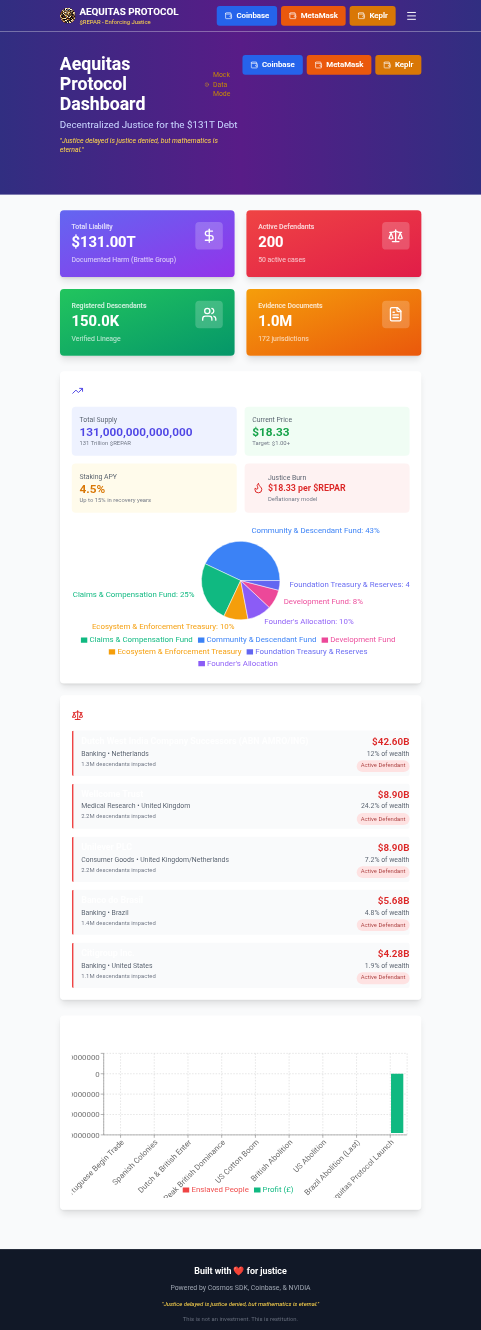 AEQUITAS PROTOCOL
$REPAR - Enforcing Justice
Coinbase
MetaMask
Keplr
Aequitas
Protocol
Dashboard
Mock
Data
Mode
Coinbase
MetaMask
Keplr
Decentralized Justice for the $131T Debt
"Justice delayed is justice denied, but mathematics is
eternal."
Total Liability
$131.00T
Documented Harm (Brattle Group)
Active Defendants
200
50 active cases
Registered Descendants
150.0K
Verified Lineage
Evidence Documents
1.0M
172 jurisdictions
Total Supply
131,000,000,000,000
131 Trillion $REPAR
Current Price
$18.33
Target: $1.00+
Staking APY
4.5%
Up to 15% in recovery years
Justice Burn
$18.33 per $REPAR
Deflationary model
Community & Descendant Fund: 43%
Claims & Compensation Fund: 25%
Foundation Treasury & Reserves: 4
Development Fund: 8%
Founder's Allocation: 10%
Ecosystem & Enforcement Treasury: 10%
Claims & Compensation Fund
Community & Descendant Fund
Development Fund
Ecosystem & Enforcement Treasury
Foundation Treasury & Reserves
Founder's Allocation
$42.60B
Banking • Netherlands
12% of wealth
1.3M descendants impacted
Active Defendant
$8.90B
Medical Research • United Kingdom
24.2% of wealth
2.2M descendants impacted
Active Defendant
$8.90B
Consumer Goods • United Kingdom/Netherlands
7.2% of wealth
2.2M descendants impacted
Active Defendant
$5.68B
Banking • Brazil
4.8% of wealth
1.4M descendants impacted
Active Defendant
$4.28B
Banking • United States
1.9% of wealth
1.1M descendants impacted
Active Defendant
0000000
0
0000000
0000000
0000000
rtuguese Begin Trade
Spanish Colonies
Dutch & British Enter
Peak British Dominance
US Cotton Boom
British Abolition
US Abolition
Brazil Abolition (Last)
quitas Protocol Launch
Enslaved People
Profit (£)
Built with ❤️ for justice
Powered by Cosmos SDK, Coinbase, & NVIDIA
"Justice delayed is justice denied, but mathematics is eternal."
This is not an investment. This is restitution.